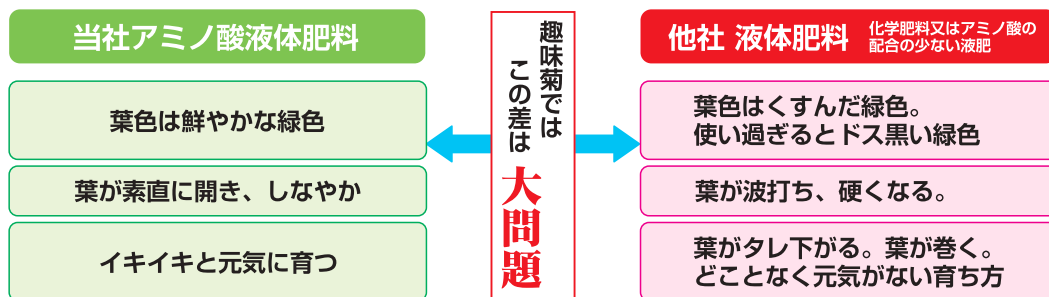 当社アミノ酸液体肥料
葉色は鮮やかな緑色
葉が素直に開き、しなやか
イキイキと元気に育つ
趣味菊では
この差は
大問題
他社 液体肥料
化学肥料又はアミノ酸の
配合の少ない液肥
葉色はくすんだ緑色。
使い過ぎるとドス黒い緑色
葉が波打ち、硬くなる。
葉がタレ下がる。葉が巻く。
どことなく元気がない育ち方